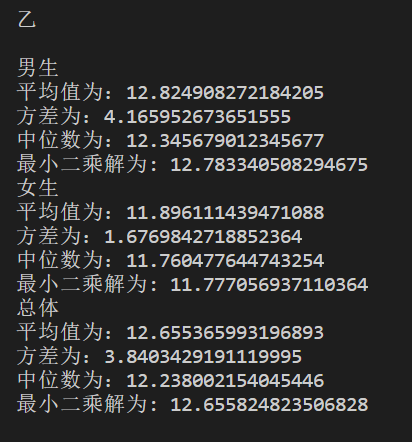 乙
男生
平均值为: 12.824908272184205
方差为: 4.165952673651555
中位数为: 12.345679012345677
最小二乘解为: 12.783340508294675
女生
平均值为: 11.896111439471088
方差为: 1.6769842718852364
中位数为: 11.760477644743254
最小二乘解为: 11.777056937110364
总体
平均值为: 12.655365993196893
方差为: 3.8403429191119995
中位数为: 12.238002154045446
最小二乘解为: 12.655824823506828